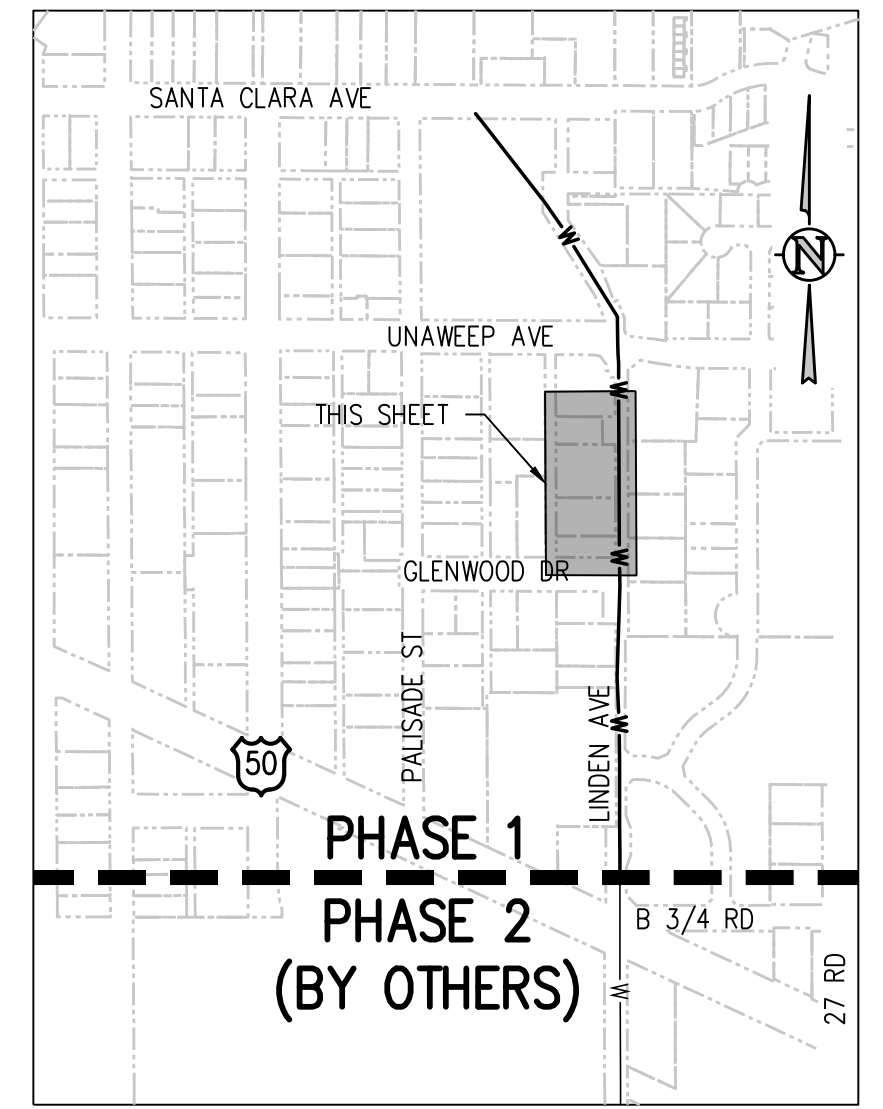 SANTA CLARA AVE
W
N
UNAWEEP AVE
W
THIS SHEET
W
GLENWOOD DR
PALISADE ST
LINDEN AVE
W
50
PHASE 1
PHASE 2
B 3/4 RD
(BY OTHERS)
W
27 RD